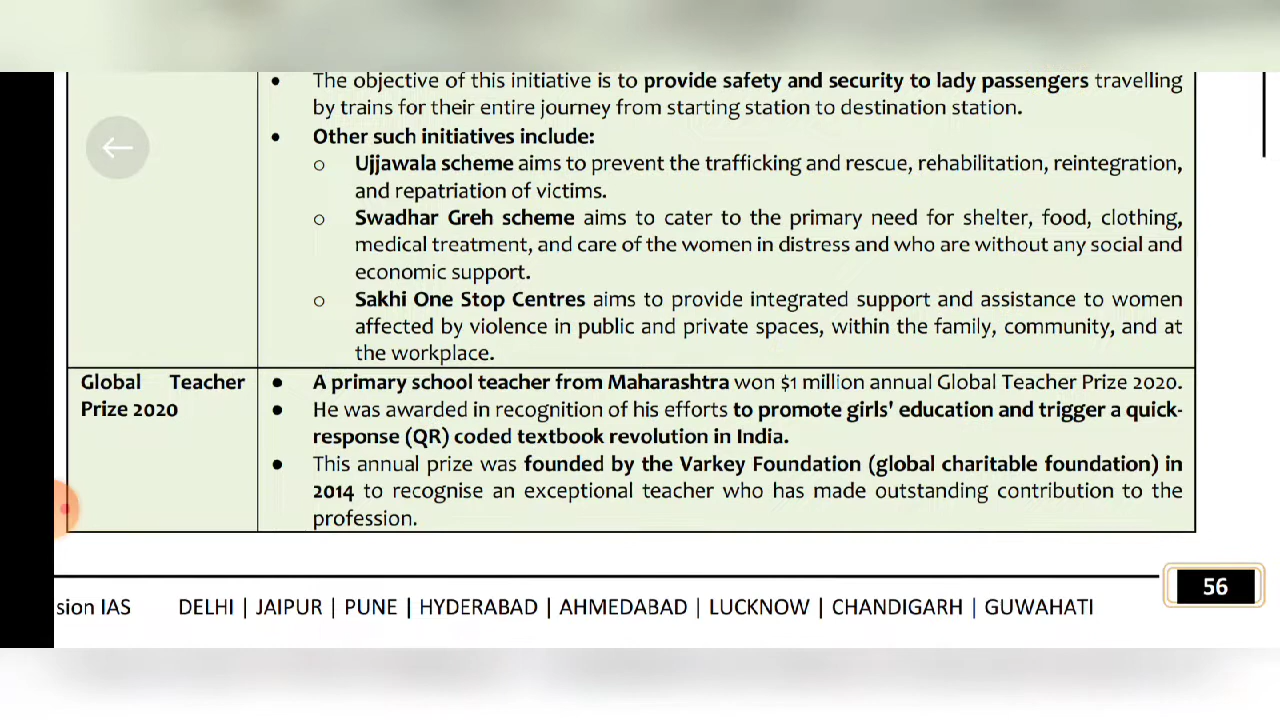 • The objective of this initiative is to provide safety and security to lady passengers travelling
by trains for their entire journey from starting station to destination station.
• Other such initiatives include:
o Ujjawala scheme aims to prevent the trafficking and rescue, rehabilitation, reintegration,
and repatriation of victims.
o Swadhar Greh scheme aims to cater to the primary need for shelter, food, clothing,
medical treatment, and care of the women in distress and who are without any social and
economic support.
o Sakhi One Stop Centres aims to provide integrated support and assistance to women
affected by violence in public and private spaces, within the family, community, and at
the workplace.
Global Teacher
Prize 2020
• A primary school teacher from Maharashtra won $1 million annual Global Teacher Prize 2020.
• He was awarded in recognition of his efforts to promote girls' education and trigger a quick-
response (QR) coded textbook revolution in India.
• This annual prize was founded by the Varkey Foundation (global charitable foundation) in
2014 to recognise an exceptional teacher who has made outstanding contribution to the
profession.
56
sion IAS DELHI | JAIPUR | PUNE | HYDERABAD | AHMEDABAD | LUCKNOW | CHANDIGARH | GUWAHATI